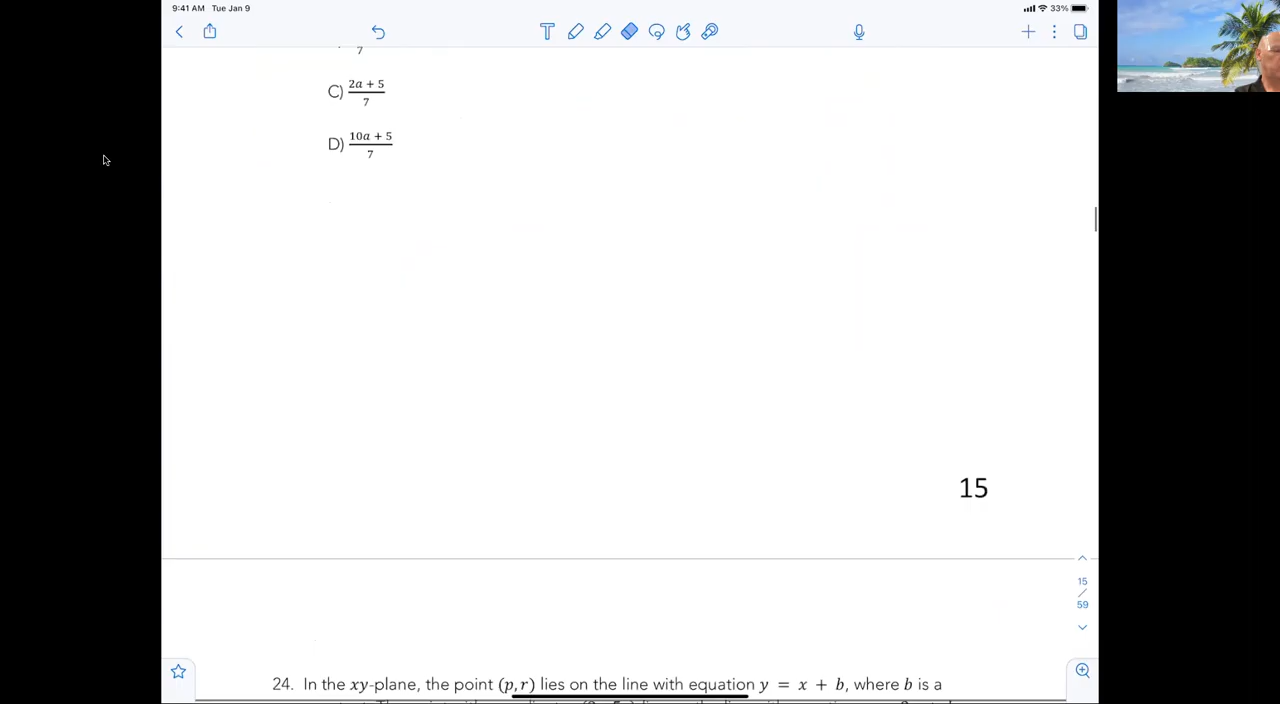 9:41 AM Tue Jan 9
33%
7
C) 2a + 5
7
D) 10a + 5
7
15
15
/
59
24. In the xy-plane, the point (p, r) lies on the line with equation y = x + b, where b is a